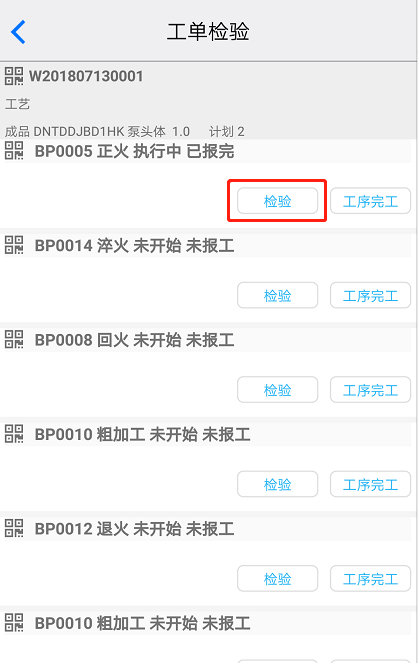 工单检验
W201807130001
工艺
成品 DNTDDJBD1HK 泵头体 1.0 计划 2
BP0005 正火 执行中 已报完
检验 工序完工
BP0014 淬火 未开始 未报工
检验 工序完工
BP0008 回火 未开始 未报工
检验 工序完工
BP0010 粗加工 未开始 未报工
检验 工序完工
BP0012 退火 未开始 未报工
检验 工序完工
BP0010 粗加工 未开始 未报工